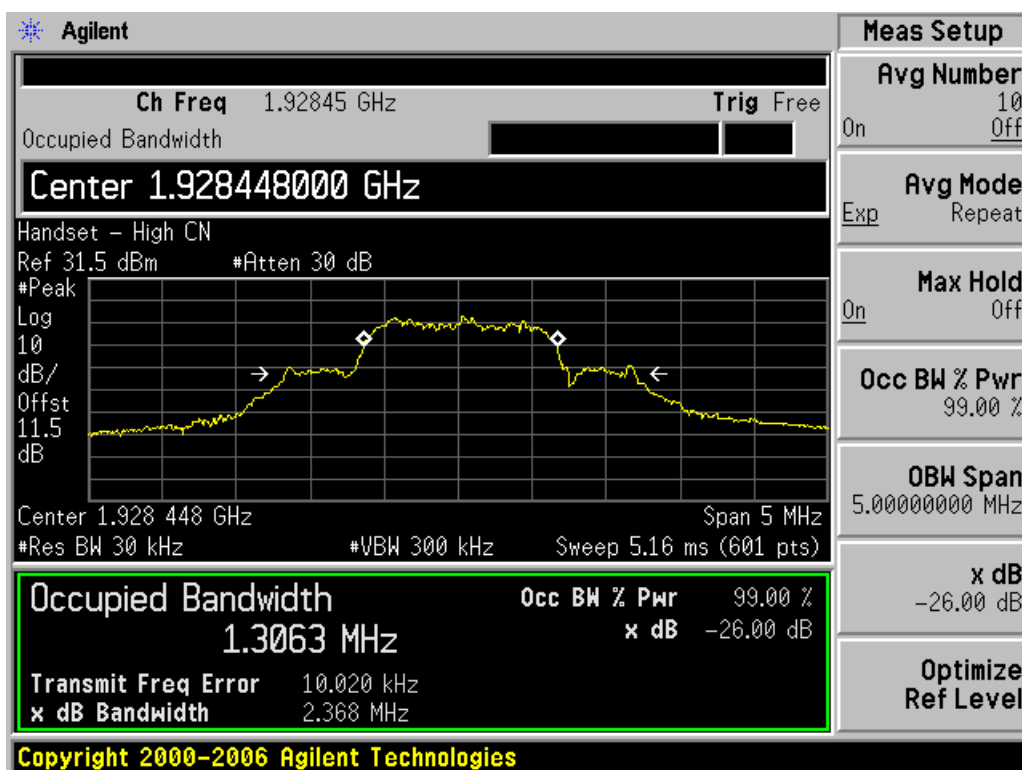 Agilent
Ch Freq 1.92845 GHz Trig Free
Occupied Bandwidth
Center 1.928448000 GHz
Handset – High CN
Ref 31.5 dBm #Atten 30 dB
#Peak
Log
10
dB/
Offst
11.5
dB
Center 1.928 448 GHz Span 5 MHz
#Res BW 30 kHz #VBW 300 kHz Sweep 5.16 ms (601 pts)
Occupied Bandwidth Occ BW % Pwr 99.00 %
1.3063 MHz x dB –26.00 dB
Transmit Freq Error 10.020 kHz
x dB Bandwidth 2.368 MHz
Meas Setup
Avg Number
10
On Off
Avg Mode
Exp Repeat
Max Hold
On Off
Occ BW % Pwr
99.00 %
OBW Span
5.00000000 MHz
x dB
–26.00 dB
Optimize
Ref Level
Copyright 2000–2006 Agilent Technologies